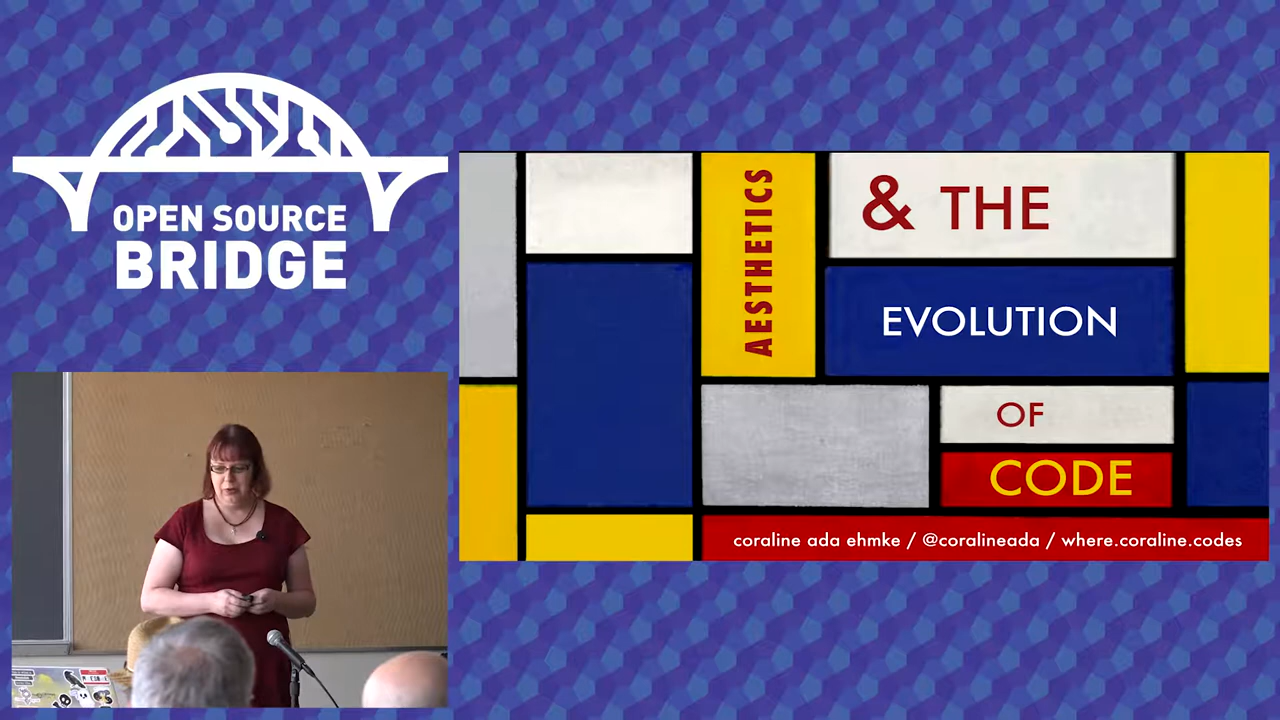 OPEN SOURCE
BRIDGE
AESTHETICS
& THE
EVOLUTION
OF
CODE
coraline ada ehmke / @coralineada / where.coraline.codes